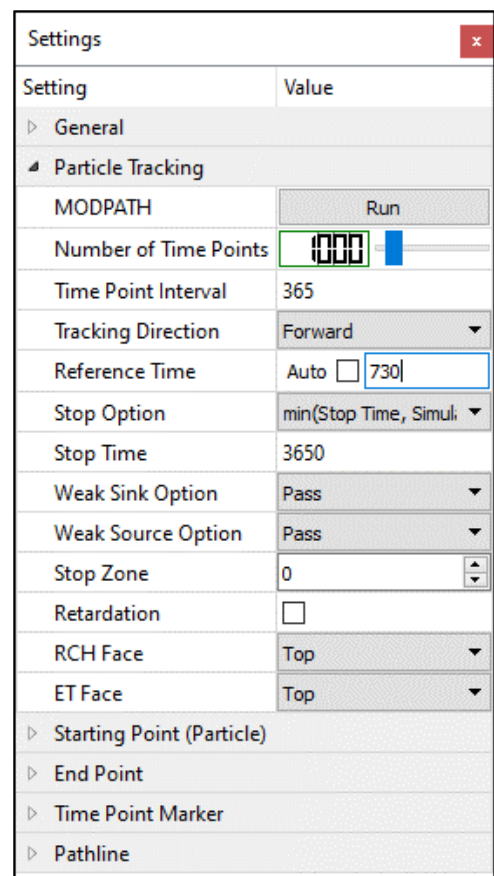 Settings x
Setting Value
General
Particle Tracking
MODPATH Run
Number of Time Points 1000
Time Point Interval 365
Tracking Direction Forward
Reference Time Auto 730
Stop Option min(Stop Time, Simul
Stop Time 3650
Weak Sink Option Pass
Weak Source Option Pass
Stop Zone 0
Retardation
RCH Face Top
ET Face Top
Starting Point (Particle)
End Point
Time Point Marker
Pathline